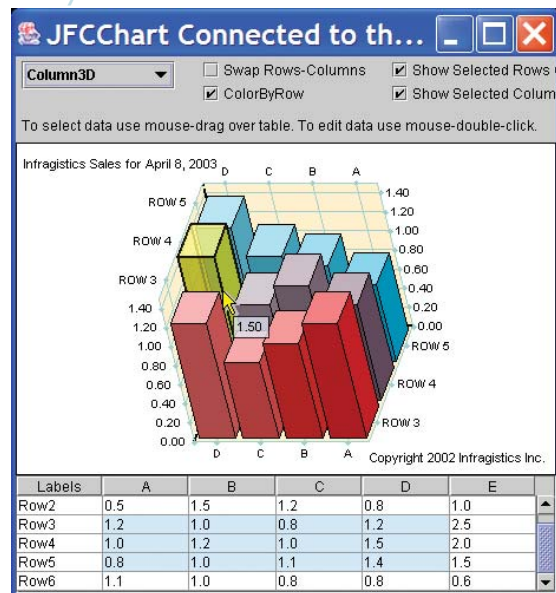 JFCChart Connected to th...
Column3D
Swap Rows-Columns
Show Selected Rows
ColorByRow
Show Selected Colum
To select data use mouse-drag over table. To edit data use mouse-double-click.
Infragistics Sales for April 8, 2003
D C B A
ROW 5
ROW 4
ROW 3
1.40
1.20
1.00
0.80
0.60
0.40
0.20
0.00
1.40
1.20
1.00
0.80
0.60
0.40
0.20
0.00
1.50
ROW 5
ROW 4
ROW 3
D C B A
Copyright 2002 Infragistics Inc.
Labels A B C D E
Row2 0.5 1.5 1.2 0.8 1.0
Row3 1.2 1.0 0.8 1.2 2.5
Row4 1.0 1.2 1.0 1.5 2.0
Row5 0.8 1.0 1.1 1.4 1.5
Row6 1.1 1.0 0.8 0.8 0.6